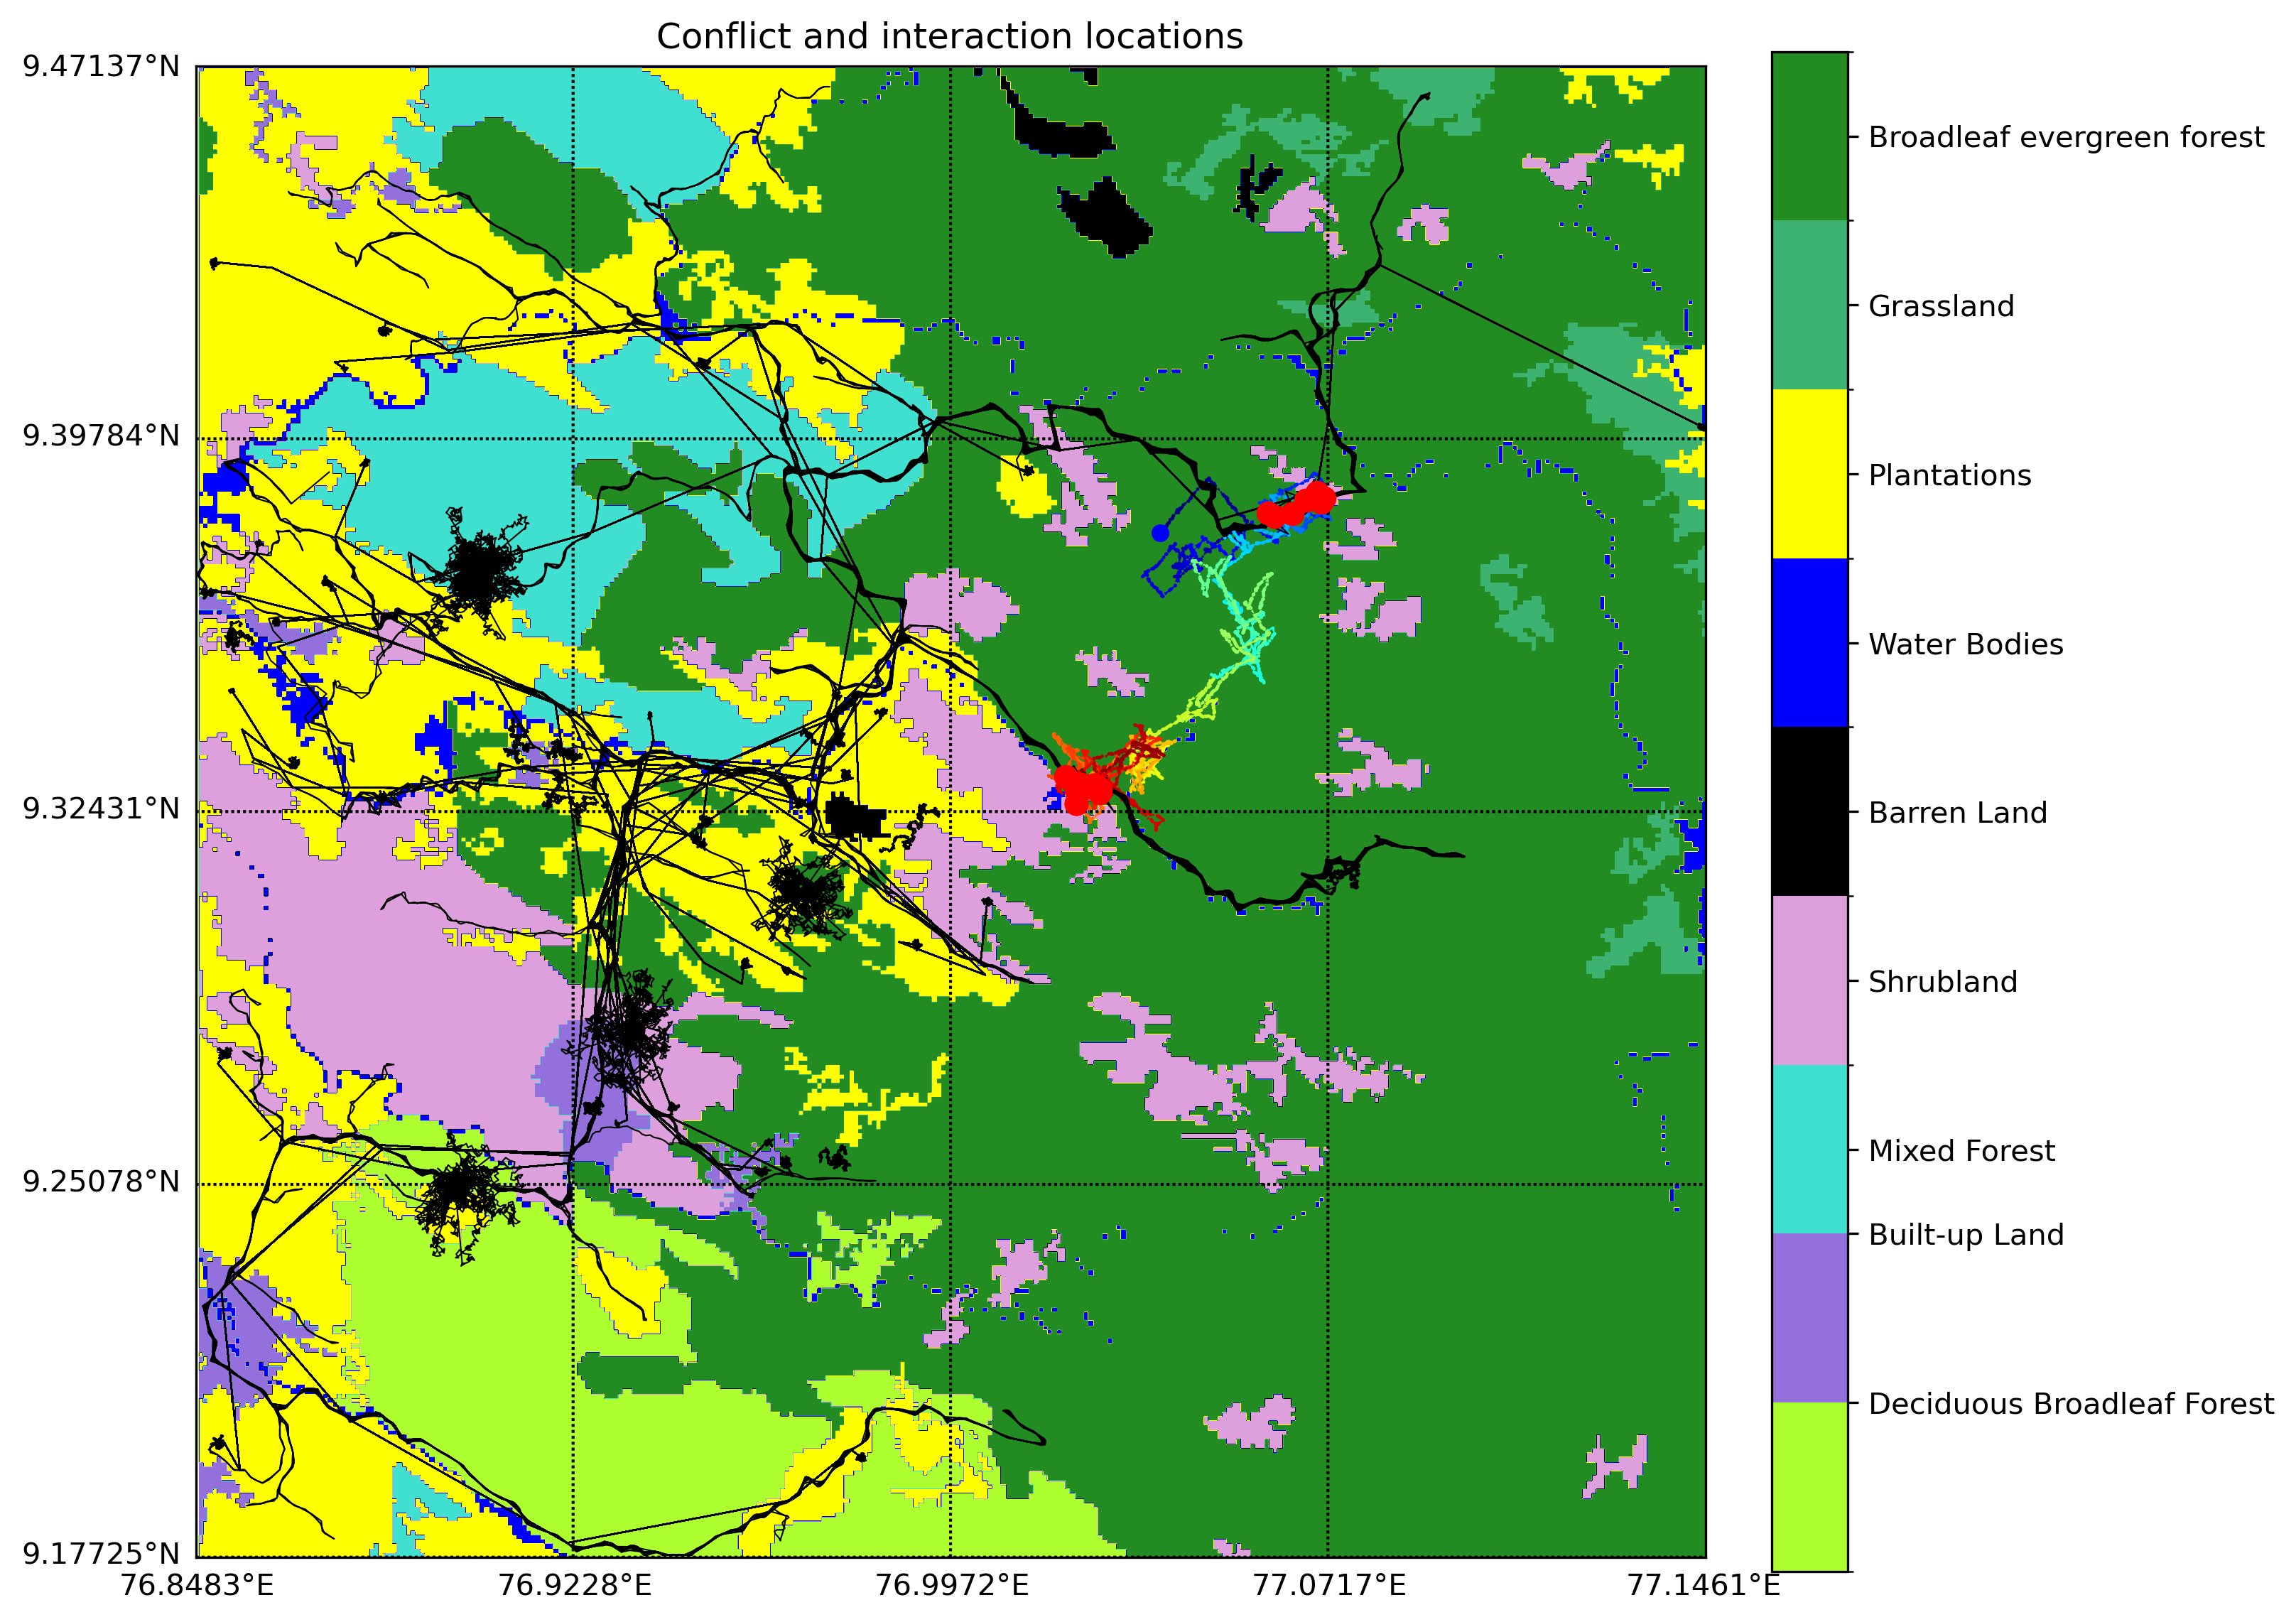 Conflict and interaction locations
9.47137°N
9.39784°N
9.32431°N
9.25078°N
9.17725°N
76.8483°E
76.9228°E
76.9972°E
77.0717°E
77.1461°E
Broadleaf evergreen forest
Grassland
Plantations
Water Bodies
Barren Land
Shrubland
Mixed Forest
Built-up Land
Deciduous Broadleaf Forest